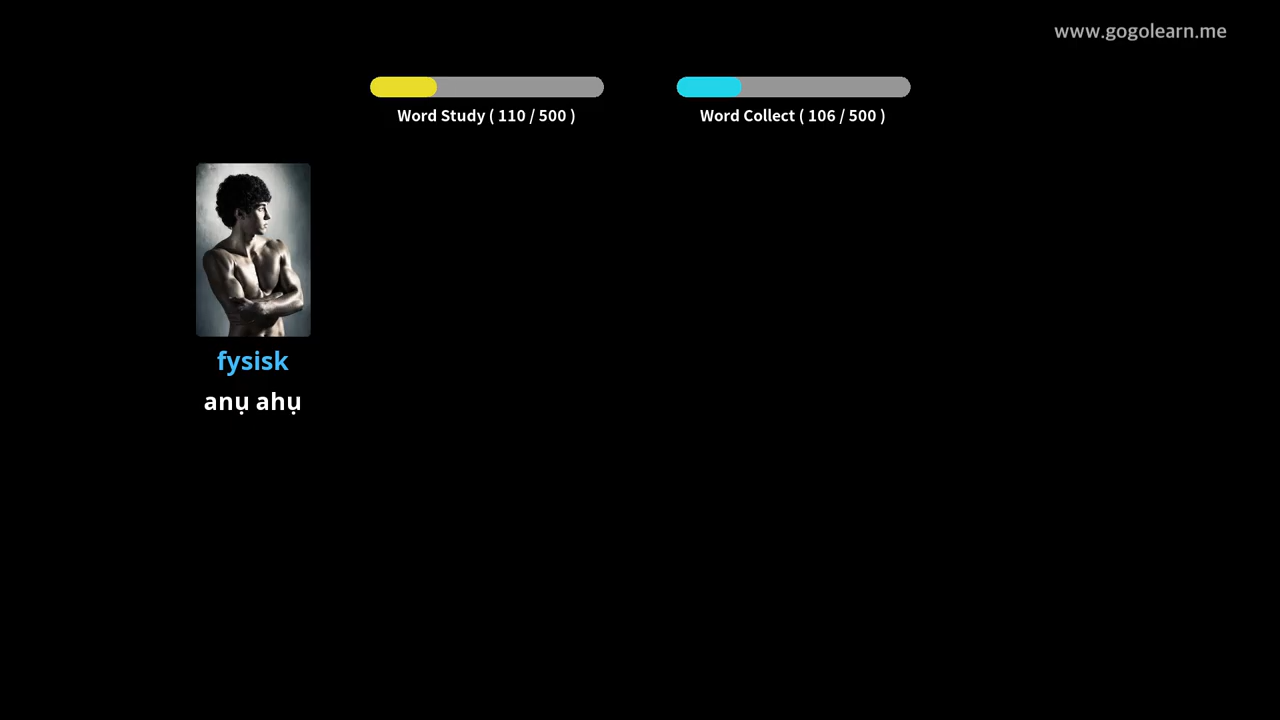 www.gogolearn.me
Word Study ( 110 / 500 )
Word Collect ( 106 / 500 )
fysisk
anụ ahụ